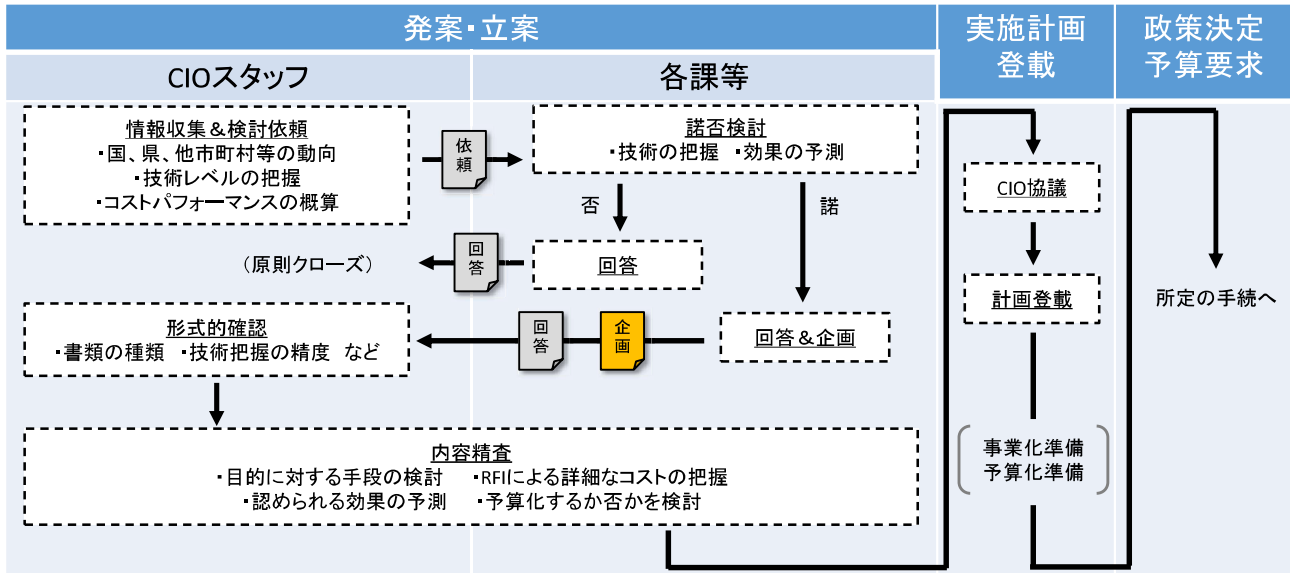 発案・立案
実施計画
登載
政策決定
予算要求
CIOスタッフ
各課等
情報収集&検討依頼
・国、県、他市町村等の動向
・技術レベルの把握
・コストパフォーマンスの概算
依頼
諾否検討
・技術の把握 ・効果の予測
否
諾
回答
回答
(原則クローズ)
回答&企画
企画
回答
形式的確認
・書類の種類 ・技術把握の精度 など
内容精査
・目的に対する手段の検討 ・RFIによる詳細なコストの把握
・認められる効果の予測 ・予算化するか否かを検討
CIO協議
計画登載
事業化準備
予算化準備
所定の手続へ